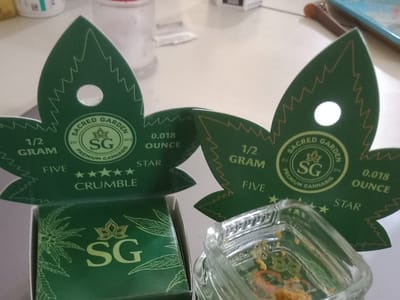 SACRED GARDEN
SG
PREMIUM CANNABIS
1/2
GRAM
0.018
OUNCE
FIVE
STAR
CRUMBLE
SG
SACRED GARDEN
SG
PREMIUM CANNABIS
1/2
GRAM
0.018
OUNCE
FIVE
STAR